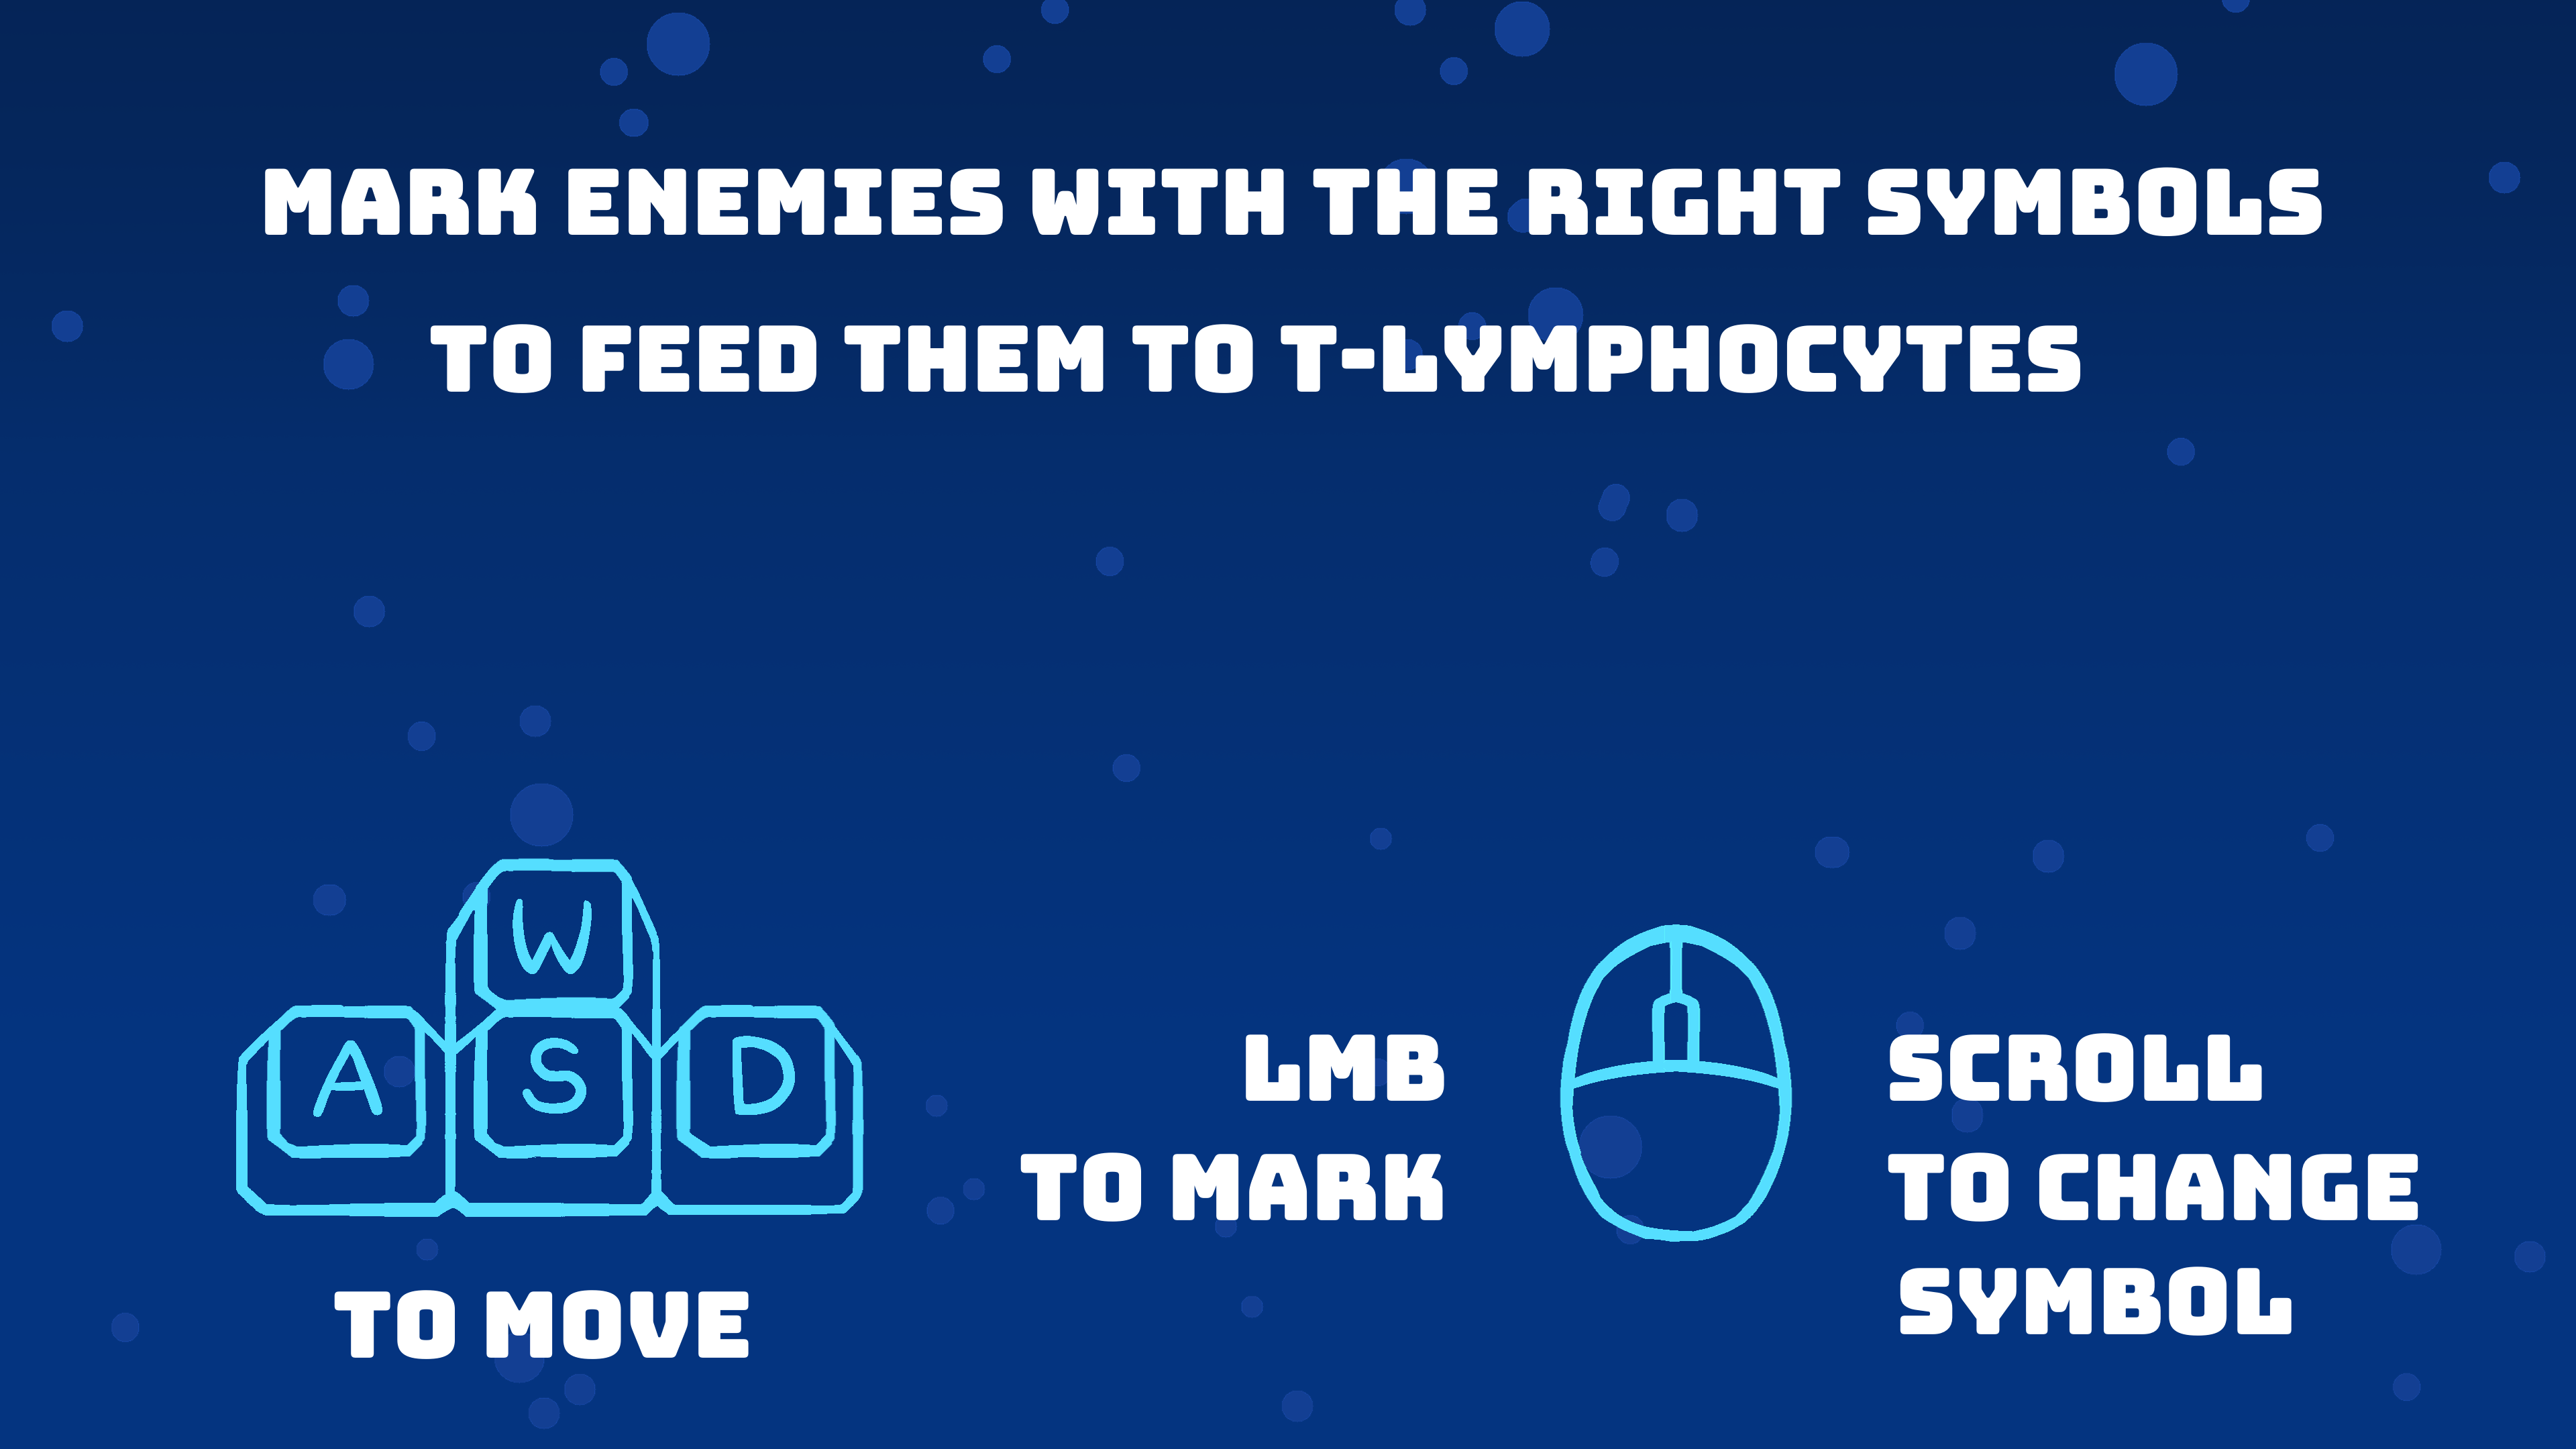 MARK ENEMIES WITH THE RIGHT SYMBOLS
TO FEED THEM TO T-LYMPHOCYTES
W
A S D
TO MOVE
LMB
TO MARK
SCROLL
TO CHANGE
SYMBOL